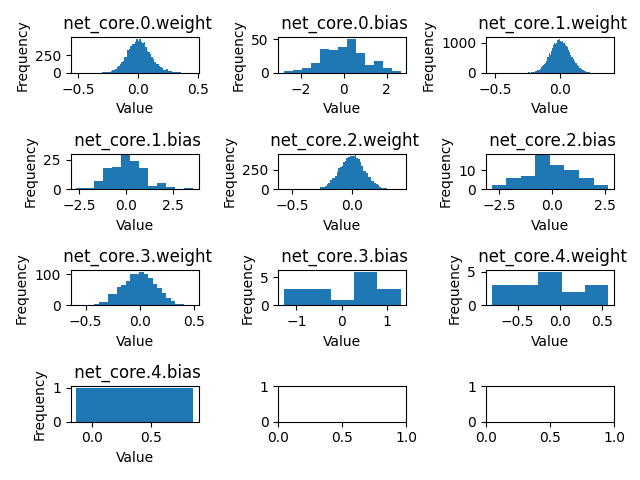 net_core.0.weight
net_core.0.bias
net_core.1.weight
Frequency
250
0
−0.5
0.0
0.5
Value
Frequency
50
0
−2
0
2
Value
Frequency
1000
0
−0.5
0.0
Value
net_core.1.bias
net_core.2.weight
net_core.2.bias
Frequency
25
0
−2.5
0.0
2.5
Value
Frequency
250
0
−0.5
0.0
Value
Frequency
10
0
−2.5
0.0
2.5
Value
net_core.3.weight
net_core.3.bias
net_core.4.weight
Frequency
100
0
−0.5
0.0
0.5
Value
Frequency
5
0
−1
0
1
Value
Frequency
5
0
−0.5
0.0
0.5
Value
net_core.4.bias
Frequency
1
0
0.0
0.5
Value
1
0
0.0
0.5
1.0
1
0
0.0
0.5
1.0